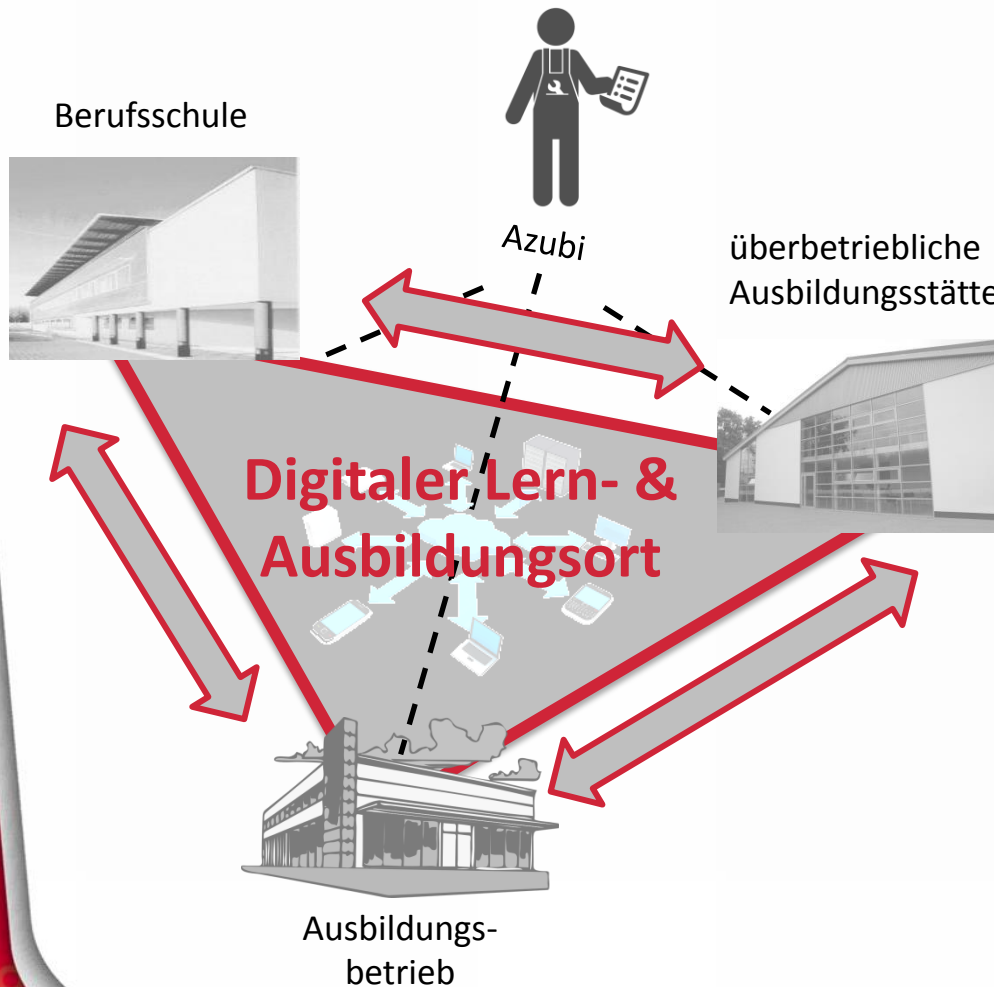 Berufsschule
Azubi
überbetriebliche
Ausbildungsstätte
Digitaler Lern- &
Ausbildungsort
Ausbildungs-
betrieb